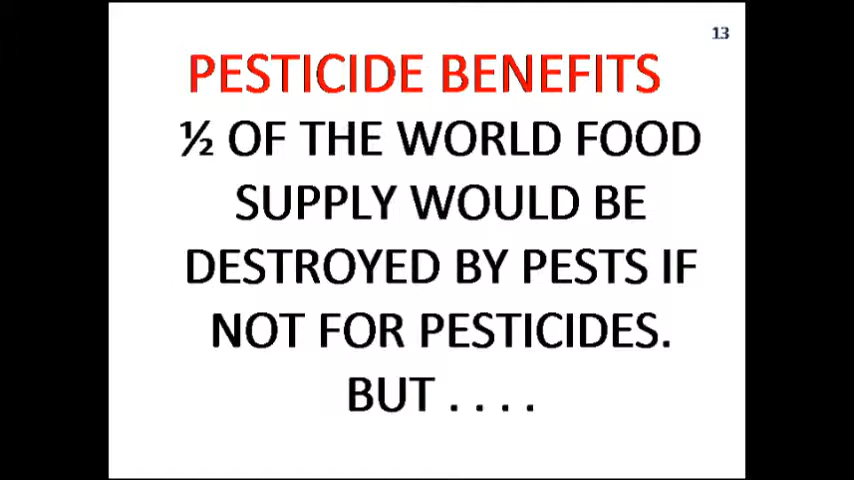 13
PESTICIDE BENEFITS
½ OF THE WORLD FOOD
SUPPLY WOULD BE
DESTROYED BY PESTS IF
NOT FOR PESTICIDES.
BUT . . . .